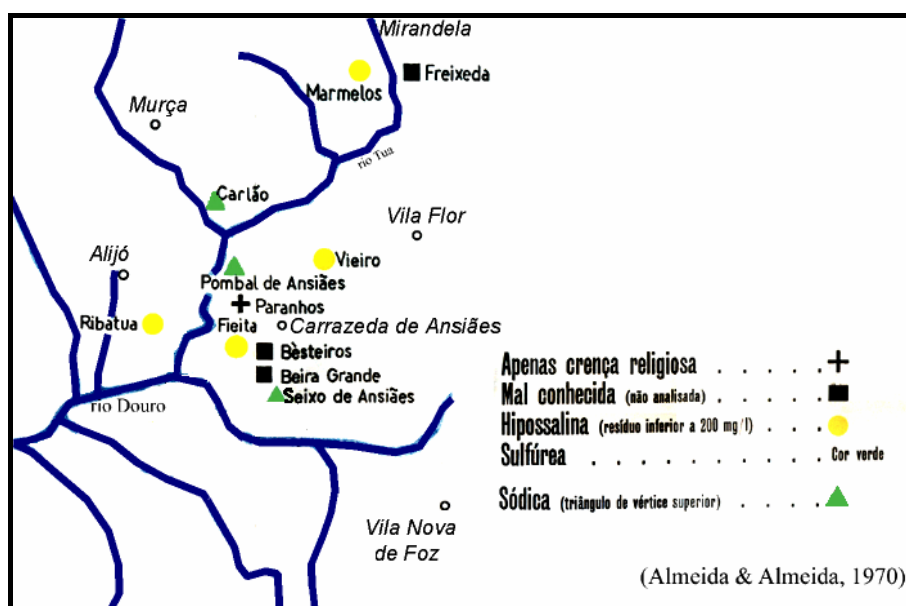 Mirandela
Freixeda
Marmelos
Murça
rio Tua
Carlão
Vila Flor
Vieiro
Alijó
Pombal de Ansiães
Paranhos
Ribatua
Fieita
Carrazeda de Ansiães
Bèsteiros
Beira Grande
Seixo de Ansiães
rio Douro
Vila Nova
de Foz
Apenas crença religiosa . . . . .
Mal conhecida (não analisada) . . . . .
Hipossalina (resíduo inferior a 200 mg/l) . . .
Sulfúrea . . . . . . . . . . Cor verde
Sódica (triângulo de vértice superior) . . . .
(Almeida & Almeida, 1970)